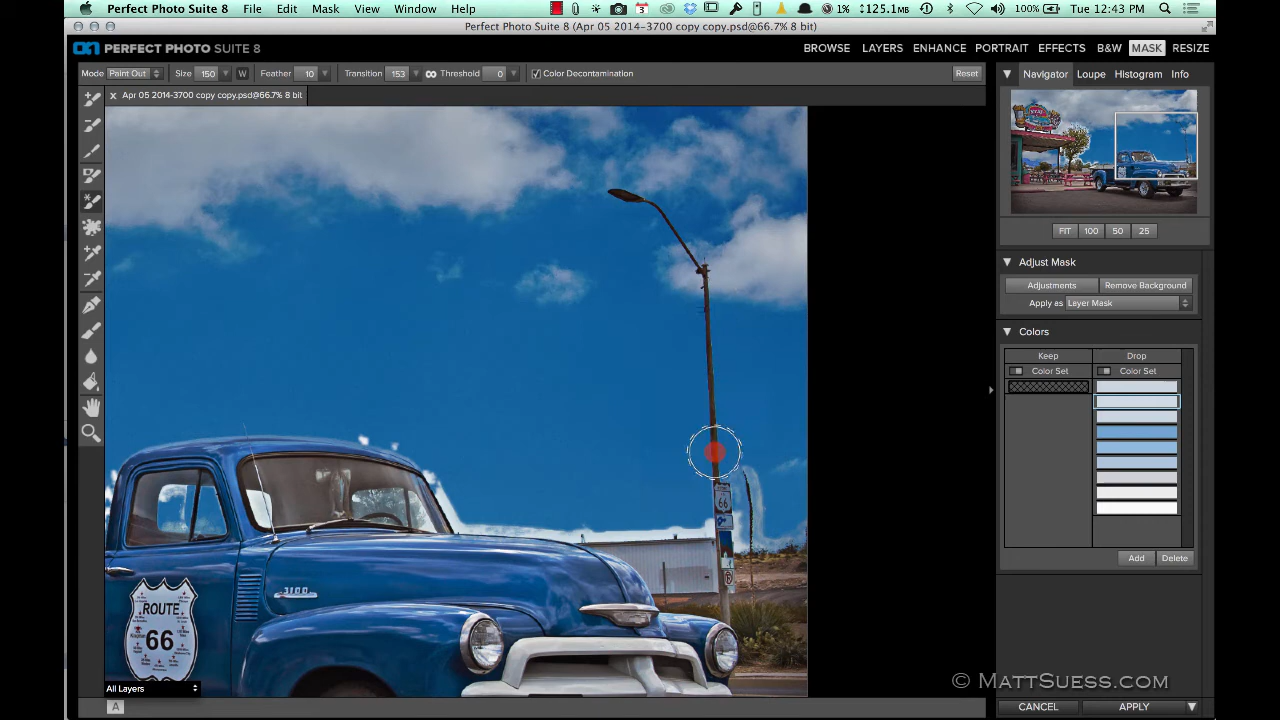 Perfect Photo Suite 8 File Edit Mask View Window Help 3 1% 125.1MB 100% Tue 12:43 PM
Perfect Photo Suite 8 (Apr 05 2014-3700 copy copy.psd@66.7% 8 bit)
on PERFECT PHOTO SUITE 8 BROWSE LAYERS ENHANCE PORTRAIT EFFECTS B&W MASK RESIZE
Mode Paint Out Size 150 W Feather 10 Transition 153 Threshold 0 Color Decontamination Reset
Navigator Loupe Histogram Info
x Apr 05 2014-3700 copy copy.psd@66.7% 8 bit
FIT 100 50 25
Adjust Mask
Adjustments Remove Background
Apply as Layer Mask
Colors
Keep Drop
Color Set Color Set
Add Delete
66
3100
ROUTE
66
All Layers
A
© MattSuess.com
CANCEL APPLY